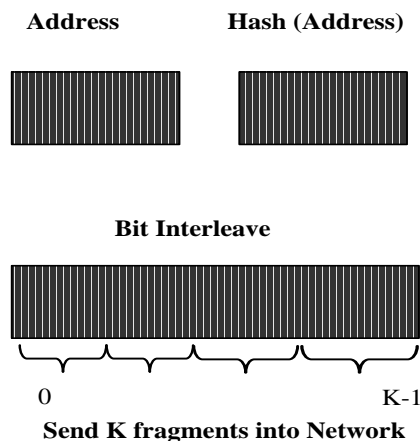 Address Hash (Address)
Bit Interleave
0 K-1
Send K fragments into Network